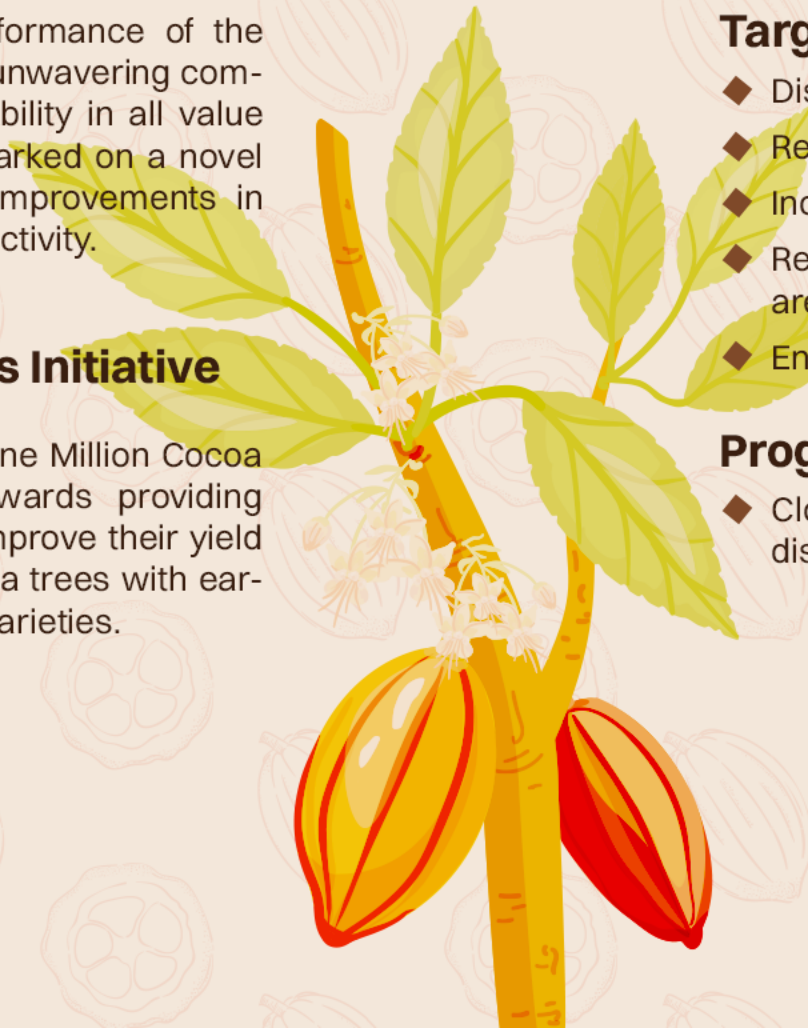 formance of the
unwavering com-
bility in all value
arked on a novel
mprovements in
ctivity.
s Initiative
ne Million Cocoa
wards providing
mprove their yield
a trees with ear-
arieties.
Targ
Dis
Re
Inc
Re
are
En
Prog
Clo
dis